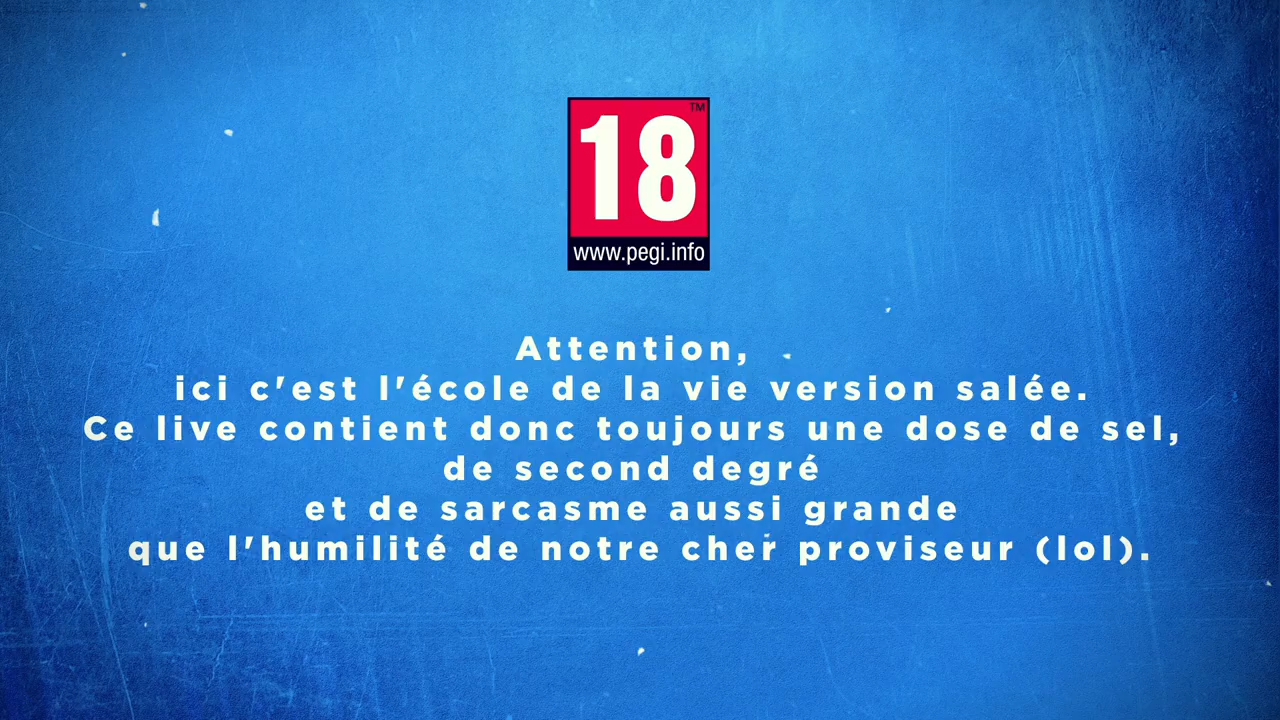 TM
18
www.pegi.info
Attention,
ici c'est l'école de la vie version salée.
Ce live contient donc toujours une dose de sel,
de second degré
et de sarcasme aussi grande
que l'humilité de notre cher proviseur (lol).